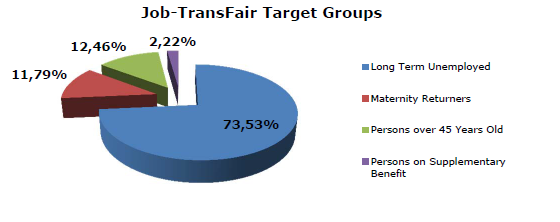 Job-TransFair Target Groups
2,22%
12,46%
11,79%
73,53%
Long Term Unemployed
Maternity Returners
Persons over 45 Years Old
Persons on Supplementary
Benefit